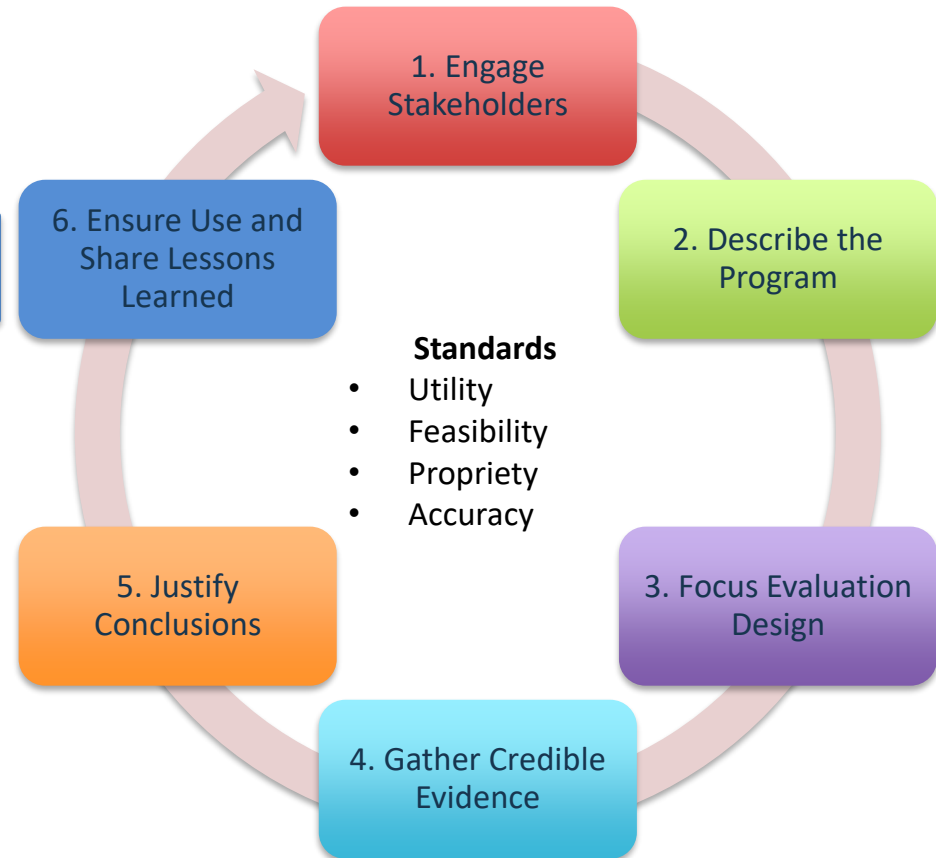 1. Engage
Stakeholders
2. Describe the
Program
3. Focus Evaluation
Design
4. Gather Credible
Evidence
5. Justify
Conclusions
6. Ensure Use and
Share Lessons
Learned
Standards
• Utility
• Feasibility
• Propriety
• Accuracy